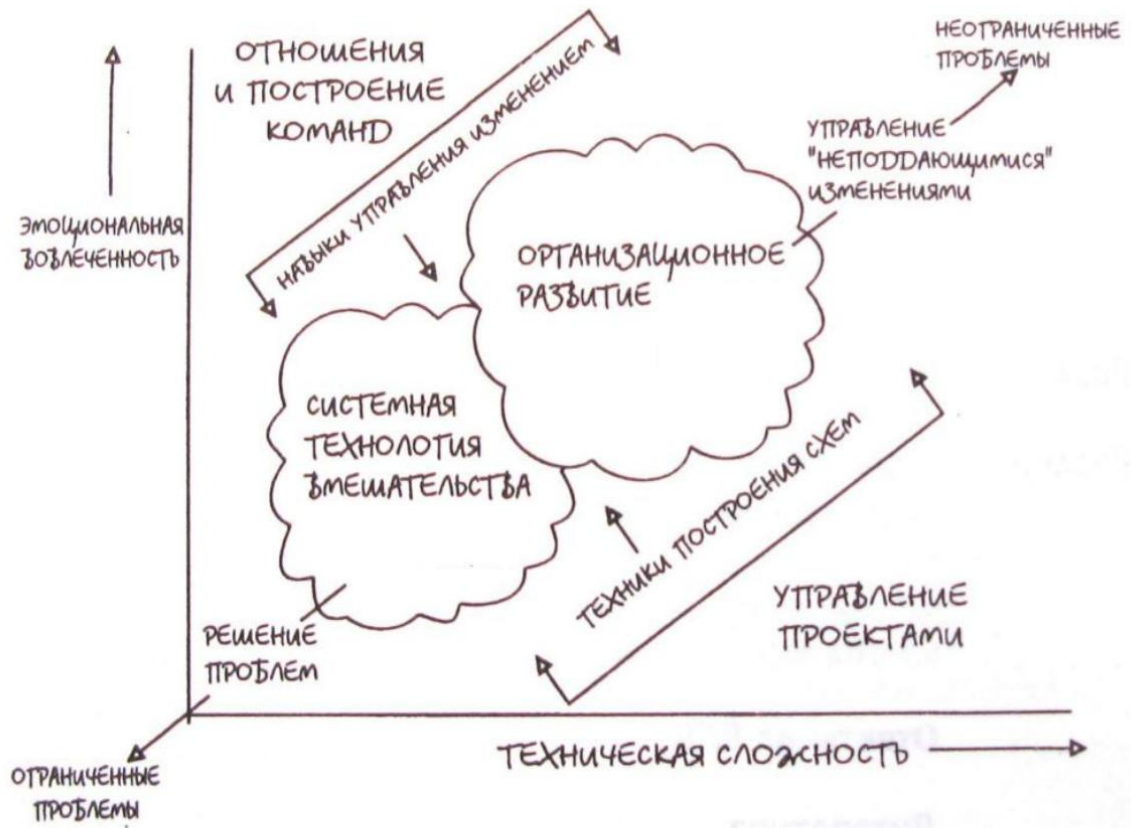 ОТНОШЕНИЯ
И ПОСТРОЕНИЕ
КОМАНД
НАВЫКИ УПРАВЛЕНИЯ ИЗМЕНЕНИЕМ
НЕОГРАНИЧЕННЫЕ
ПРОБЛЕМЫ
УПРАВЛЕНИЕ
"НЕПОДДАЮЩИМИСЯ"
ИЗМЕНЕНИЯМИ
ЭМОЦИОНАЛЬНАЯ
ВОВЛЕЧЕННОСТЬ
ОРГАНИЗАЦИОННОЕ
РАЗВИТИЕ
СИСТЕМНАЯ
ТЕХНОЛОГИЯ
ВМЕШАТЕЛЬСТВА
ТЕХНИКИ ПОСТРОЕНИЯ СХЕМ
УПРАВЛЕНИЕ
ПРОЕКТАМИ
РЕШЕНИЕ
ПРОБЛЕМ
ТЕХНИЧЕСКАЯ СЛОЖНОСТЬ
ОГРАНИЧЕННЫЕ
ПРОБЛЕМЫ